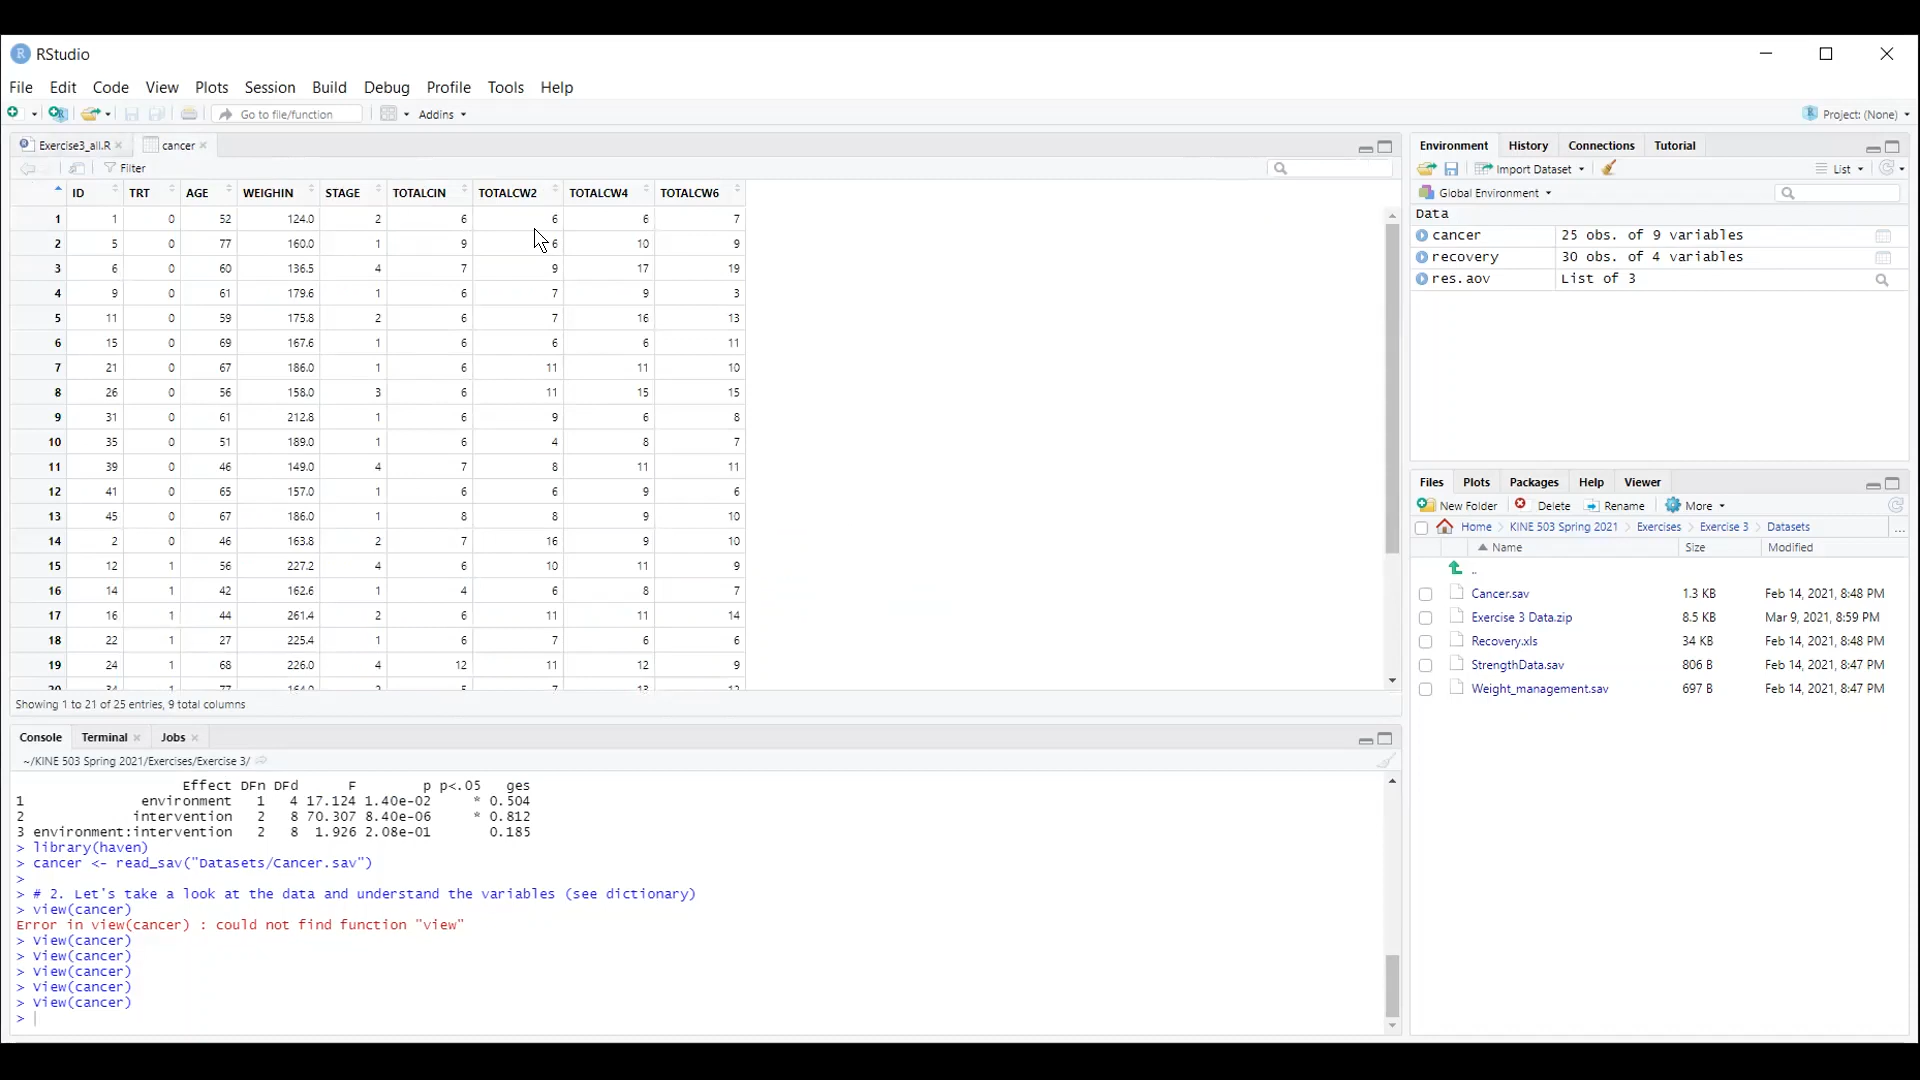 RStudio
File Edit Code View Plots Session Build Debug Profile Tools Help
Go to file/function Addins Project: (None)
Exercise3_all.R cancer
Filter
ID TRT AGE WEIGHIN STAGE TOTALCIN TOTALCW2 TOTALCW4 TOTALCW6
1 1 0 52 124.0 2 6 6 6 7
2 5 0 77 160.0 1 9 6 10 9
3 6 0 60 136.5 4 7 9 17 19
4 9 0 61 179.6 1 6 7 9 3
5 11 0 59 175.8 2 6 7 16 13
6 15 0 69 167.6 1 6 6 6 11
7 21 0 67 186.0 1 6 11 11 10
8 26 0 56 158.0 3 6 11 15 15
9 31 0 61 212.8 1 6 9 6 8
10 35 0 51 189.0 1 6 4 8 7
11 39 0 46 149.0 4 7 8 11 11
12 41 0 65 157.0 1 6 6 9 6
13 45 0 67 186.0 1 8 8 9 10
14 2 0 46 163.8 2 7 16 9 10
15 12 1 56 227.2 4 6 10 11 9
16 14 1 42 162.6 1 4 6 8 7
17 16 1 44 261.4 2 6 11 11 14
18 22 1 27 225.4 1 6 7 6 6
19 24 1 68 226.0 4 12 11 12 9
20 34 1 77 164.0 2 5 7 13 12
Showing 1 to 21 of 25 entries, 9 total columns
Console Terminal Jobs
~/KINE 503 Spring 2021/Exercises/Exercise 3/
Effect DFn DFd F p p<.05 ges
1 environment 1 4 17.124 1.40e-02 * 0.504
2 intervention 2 8 70.307 8.40e-06 * 0.812
3 environment:intervention 2 8 1.926 2.08e-01 0.185
> library(haven)
> cancer <- read_sav("Datasets/Cancer.sav")
>
> # 2. Let's take a look at the data and understand the variables (see dictionary)
> view(cancer)
Error in view(cancer) : could not find function "view"
> View(cancer)
> View(cancer)
> View(cancer)
> View(cancer)
> View(cancer)
>
Environment History Connections Tutorial
Import Dataset List
Global Environment
Data
cancer 25 obs. of 9 variables
recovery 30 obs. of 4 variables
res.aov List of 3
Files Plots Packages Help Viewer
New Folder Delete Rename More
Home KINE 503 Spring 2021 Exercises Exercise 3 Datasets ...
Name Size Modified
..
Cancer.sav 1.3 KB Feb 14, 2021, 8:48 PM
Exercise 3 Data.zip 8.5 KB Mar 9, 2021, 8:59 PM
Recovery.xls 34 KB Feb 14, 2021, 8:48 PM
StrengthData.sav 806 B Feb 14, 2021, 8:47 PM
Weight_management.sav 697 B Feb 14, 2021, 8:47 PM